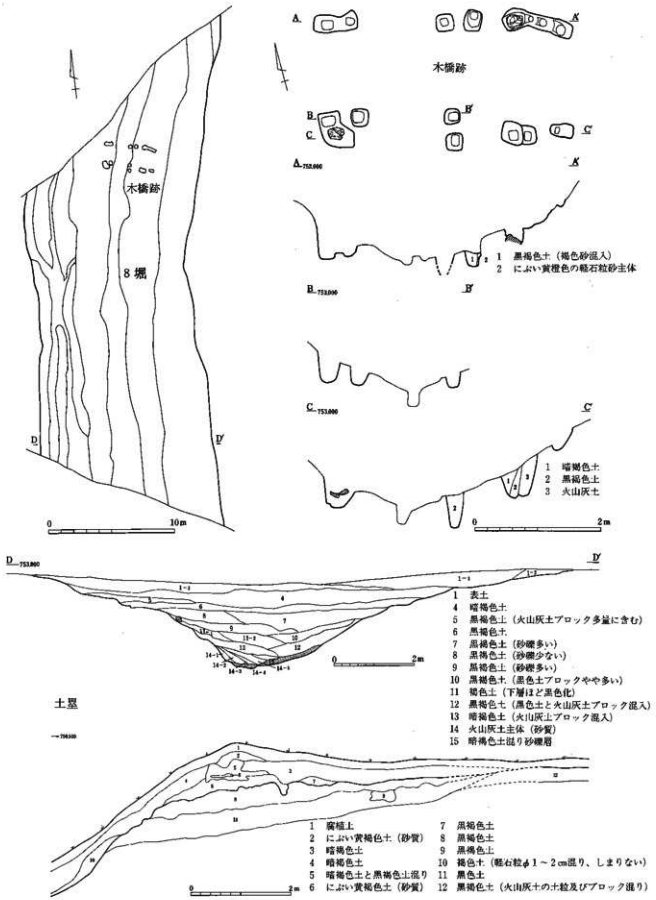 A A'
木橋跡
B B'
C C'
木橋跡
8 堀
D D'
0 10m
A 753.000 A'
1 2
1 黒褐色土(褐色砂混入)
2 にぶい黄橙色の軽石粒砂主体
B 753.000 B'
C 753.000 C'
1 暗褐色土
2 黒褐色土
3 火山灰土
0 2m
D 753.000 D'
0 2m
1 表土
4 暗褐色土
5 黒褐色土(火山灰土ブロック多量に含む)
6 黒褐色土
7 黒褐色土(砂礫多い)
8 黒褐色土(砂礫少ない)
9 黒褐色土(砂礫多い)
10 黒褐色土(黒色土ブロックやや多い)
11 褐色土(下層ほど黒色化)
12 黒褐色土(黒色土と火山灰土ブロック混入)
13 暗褐色土(火山灰土ブロック混入)
14 火山灰土主体(砂質)
15 暗褐色土混り砂礫層
土塁
1 腐植土
2 にぶい黄褐色土(砂質)
3 暗褐色土
4 暗褐色土
5 暗褐色土と黒褐色土混り
6 にぶい黄褐色土(砂質)
7 黒褐色土
8 黒褐色土
9 黒褐色土
10 褐色土(軽石粒φ1~2cm混り、しまりない)
11 黒色土
12 黒褐色土(火山灰土の土粒及びブロック混り)
0 2m